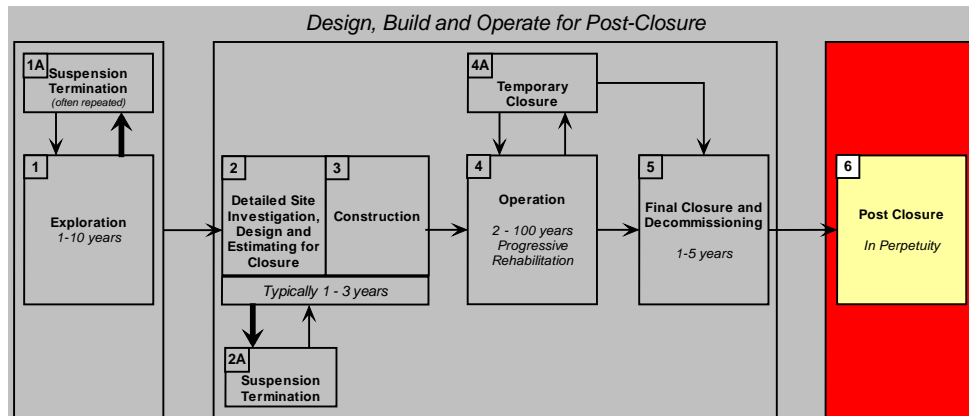 Design, Build and Operate for Post-Closure
1A
Suspension
Termination
(often repeated)
1
Exploration
1-10 years
2
Detailed Site
Investigation,
Design and
Estimating for
Closure
3
Construction
Typically 1 - 3 years
2A
Suspension
Termination
4A
Temporary
Closure
4
Operation
2 - 100 years
Progressive
Rehabilitation
5
Final Closure and
Decommissioning
1-5 years
6
Post Closure
In Perpetuity